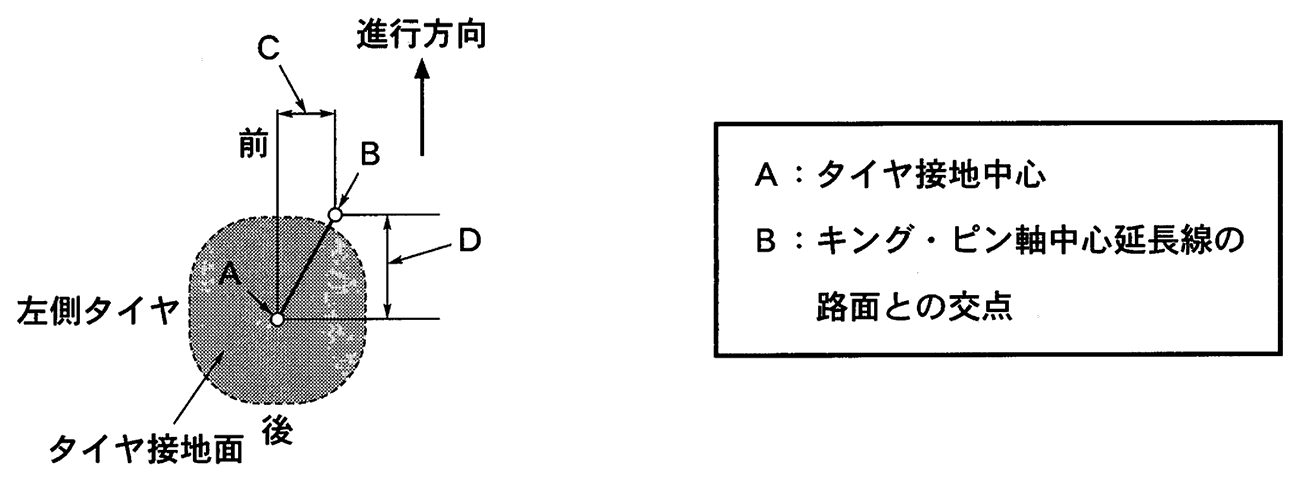 C
進行方向
前
B
D
A
左側タイヤ
タイヤ接地面
後
A：タイヤ接地中心
B：キング・ピン軸中心延長線の
路面との交点